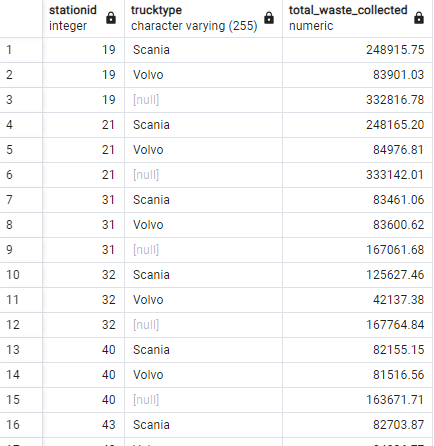 stationid trucktype total_waste_collected
integer character varying (255) numeric
1 19 Scania 248915.75
2 19 Volvo 83901.03
3 19 [null] 332816.78
4 21 Scania 248165.20
5 21 Volvo 84976.81
6 21 [null] 333142.01
7 31 Scania 83461.06
8 31 Volvo 83600.62
9 31 [null] 167061.68
10 32 Scania 125627.46
11 32 Volvo 42137.38
12 32 [null] 167764.84
13 40 Scania 82155.15
14 40 Volvo 81516.56
15 40 [null] 163671.71
16 43 Scania 82703.87